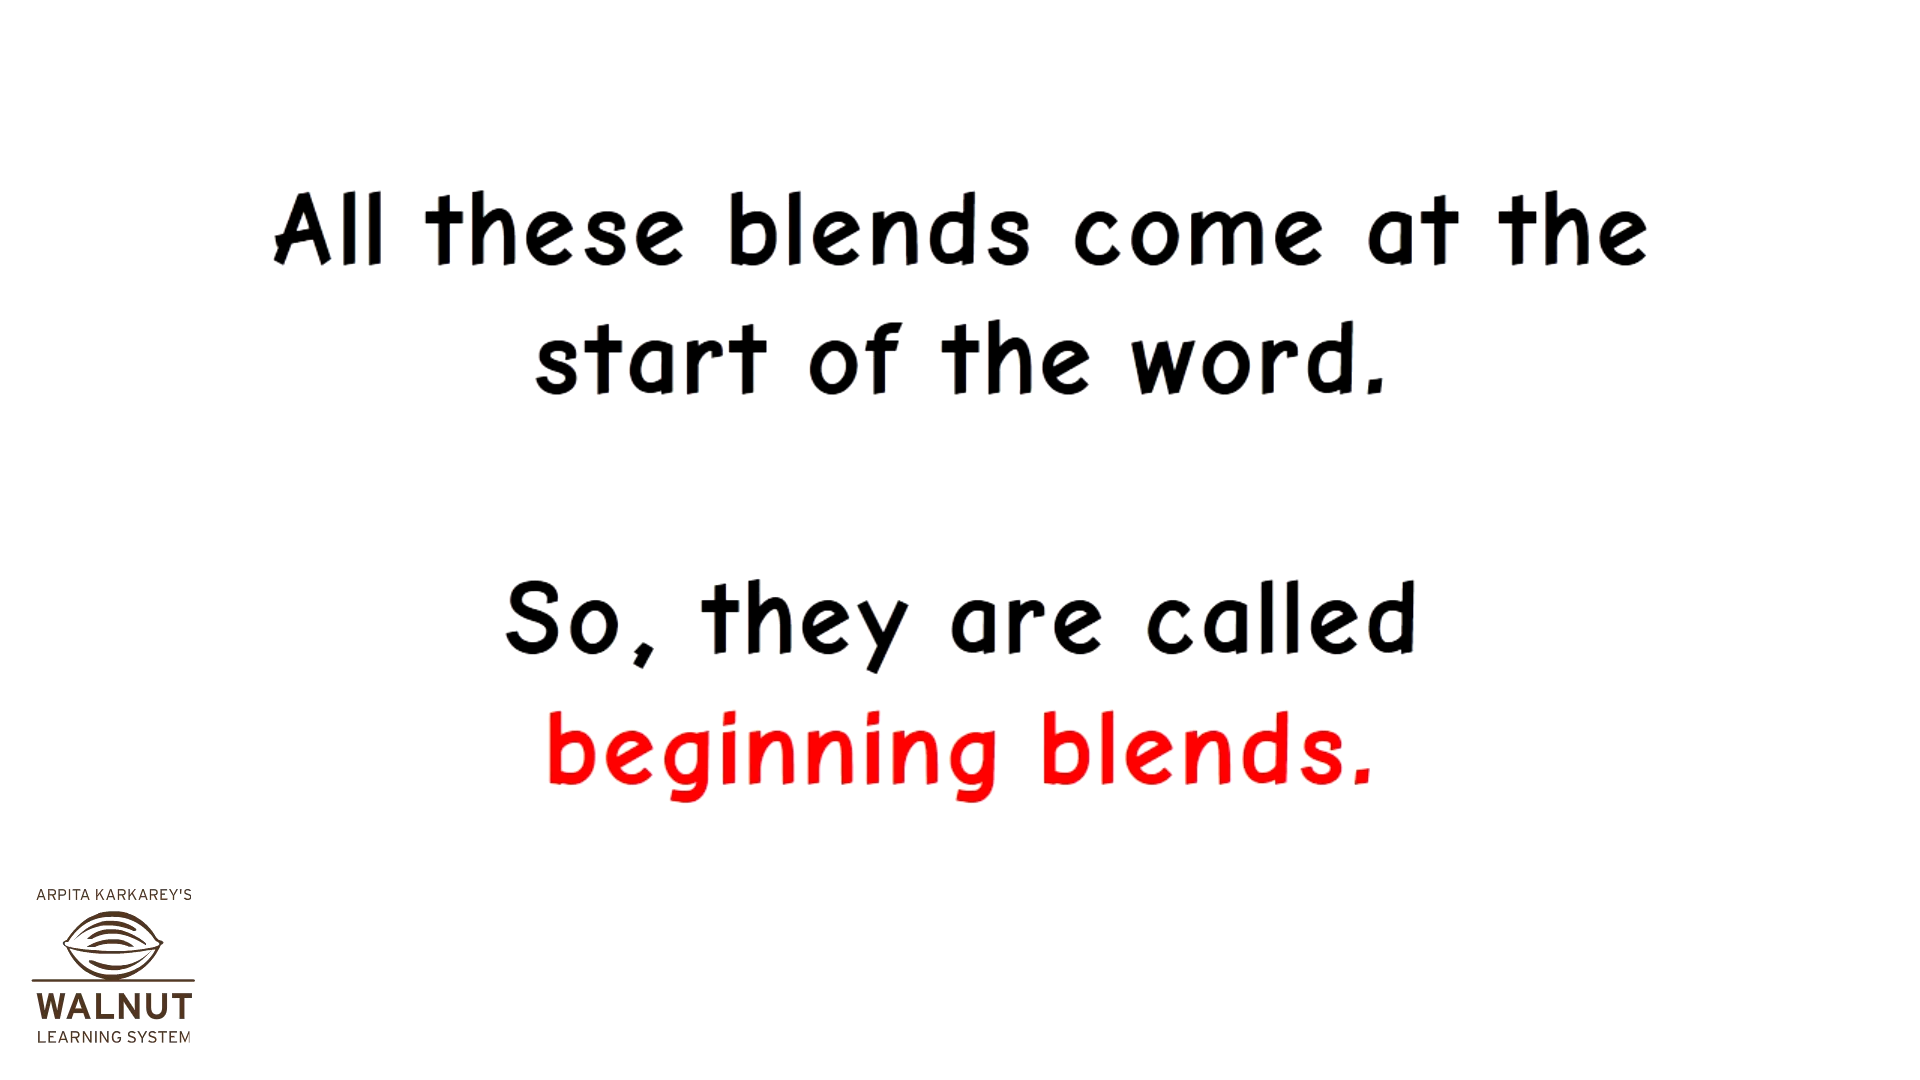 All these blends come at the
start of the word.
So, they are called
beginning blends.
ARPITA KARKAREY'S
WALNUT
LEARNING SYSTEM